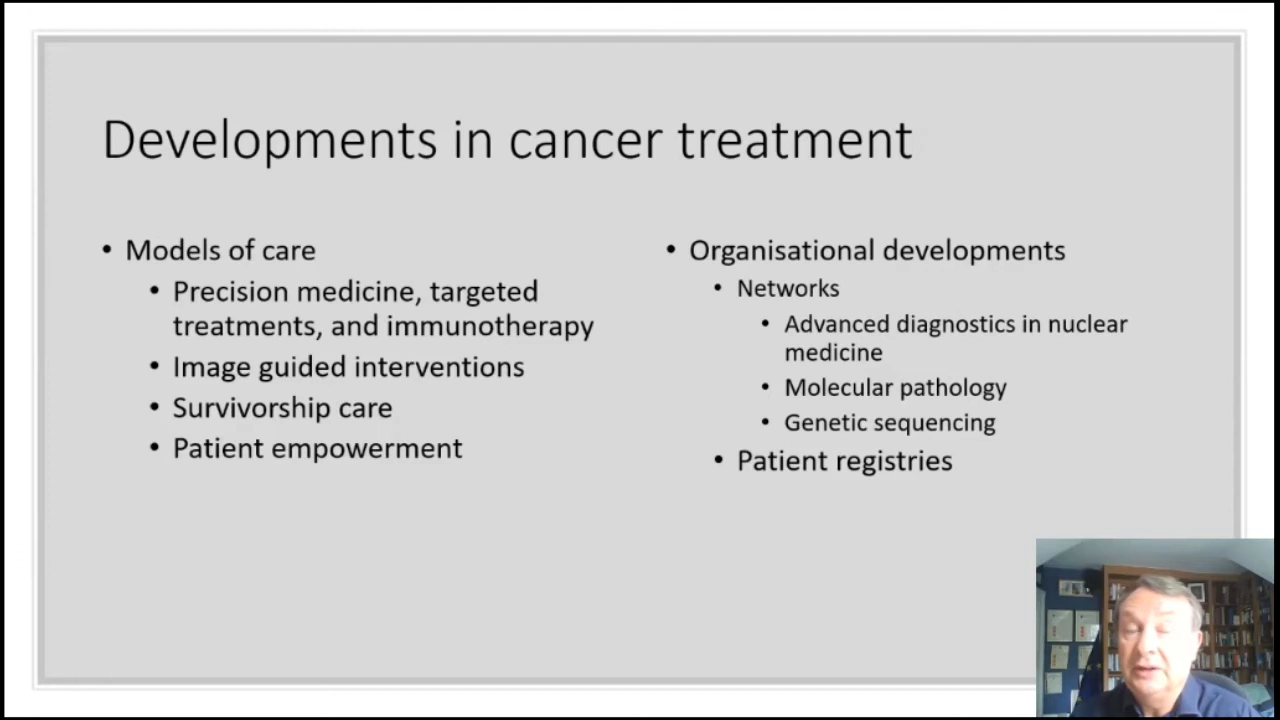 Developments in cancer treatment
• Models of care
• Precision medicine, targeted
treatments, and immunotherapy
• Image guided interventions
• Survivorship care
• Patient empowerment
• Organisational developments
• Networks
• Advanced diagnostics in nuclear
medicine
• Molecular pathology
• Genetic sequencing
• Patient registries